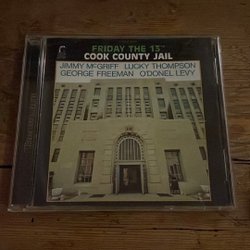 FRIDAY THE 13TH
COOK COUNTY JAIL
JIMMY McGRIFF LUCKY THOMPSON
GEORGE FREEMAN O'DONEL LEVY